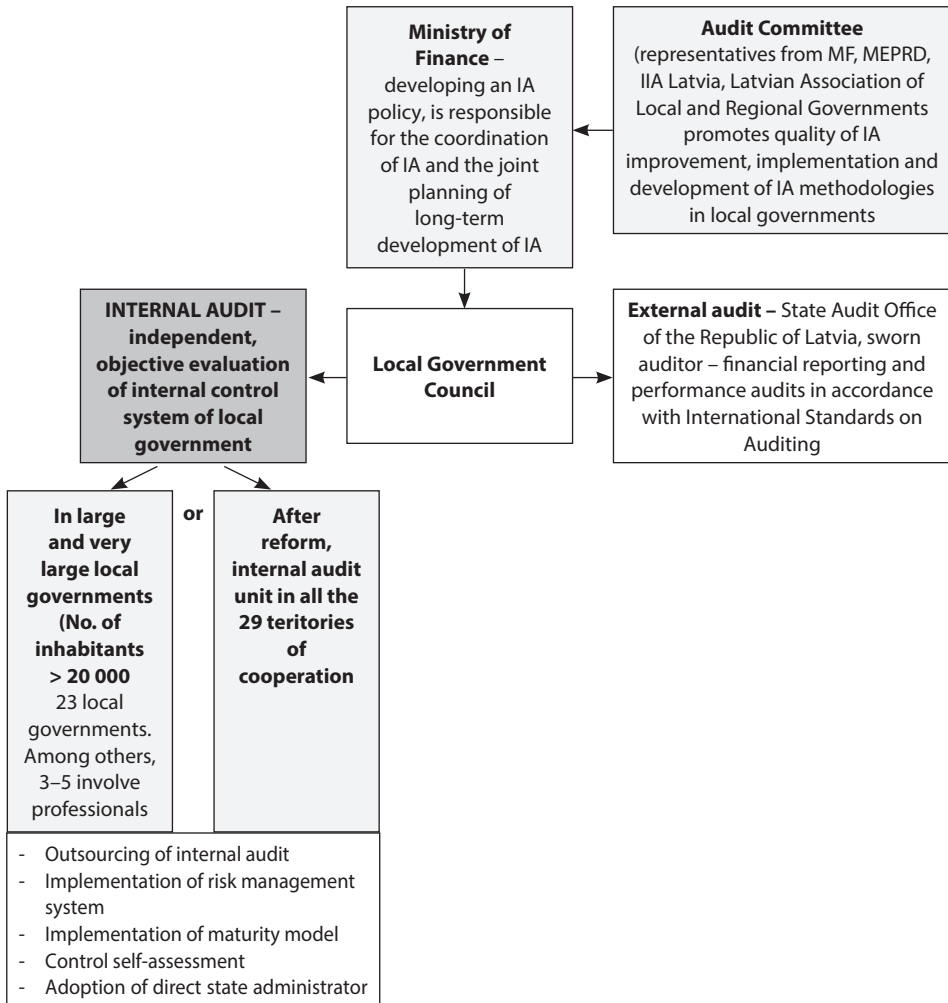 Ministry of
Finance –
developing an IA
policy, is responsible
for the coordination
of IA and the joint
planning of
long-term
development of IA
Audit Committee
(representatives from MF, MEPRD,
IIA Latvia, Latvian Association of
Local and Regional Governments
promotes quality of IA
improvement, implementation and
development of IA methodologies
in local governments
INTERNAL AUDIT –
independent,
objective evaluation
of internal control
system of local
government
Local Government
Council
External audit – State Audit Office
of the Republic of Latvia, sworn
auditor – financial reporting and
performance audits in accordance
with International Standards on
Auditing
In large
and very
large local
governments
(No. of
inhabitants
> 20 000
23 local
governments.
Among others,
3–5 involve
professionals
or
After
reform,
internal audit
unit in all the
29 teritories
of
cooperation
- Outsourcing of internal audit
- Implementation of risk management
system
- Implementation of maturity model
- Control self-assessment
- Adoption of direct state administrator